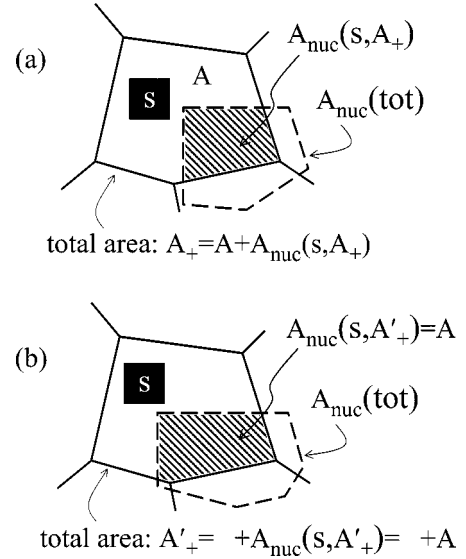 (a)
A_nuc(s,A_+)
A
s
A_nuc(tot)
total area: A_+=A+A_nuc(s,A_+)
(b)
A_nuc(s,A′_+)=A
s
A_nuc(tot)
total area: A′_+= +A_nuc(s,A′_+)= +A